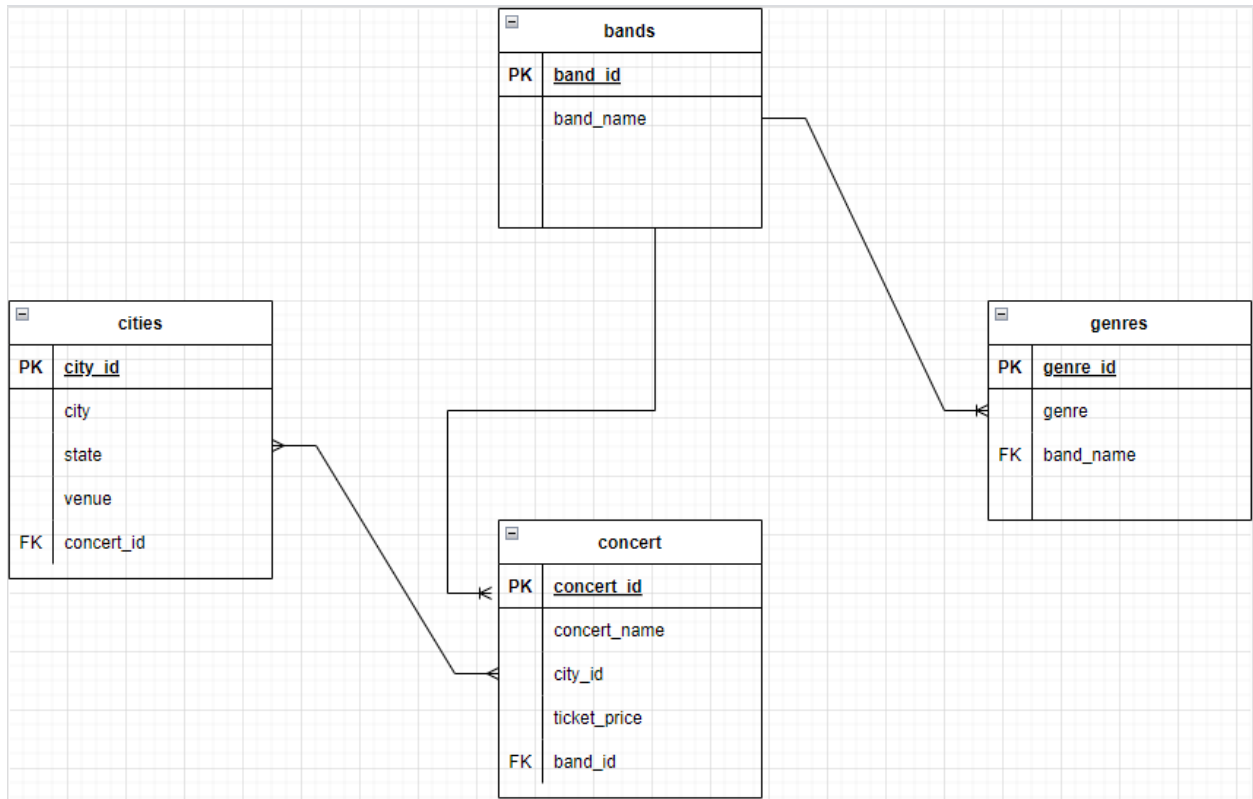 bands
PK band_id
band_name
cities
PK city_id
city
state
venue
FK concert_id
genres
PK genre_id
genre
FK band_name
concert
PK concert_id
concert_name
city_id
ticket_price
FK band_id